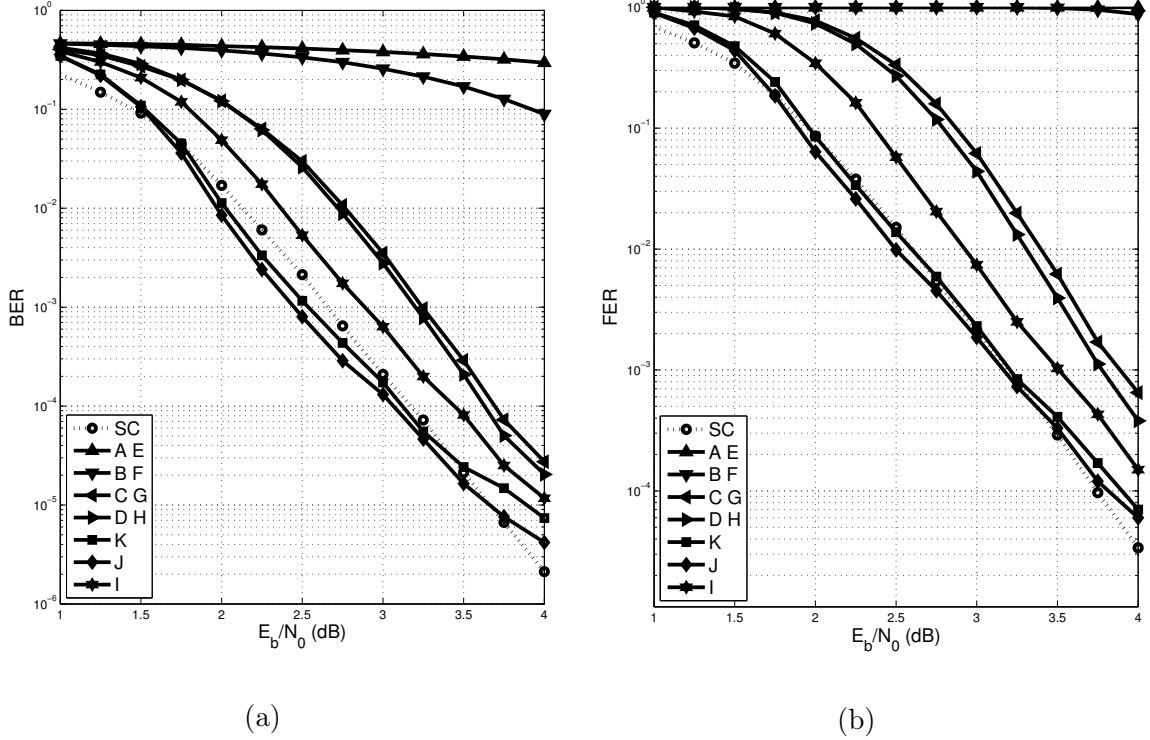 10^0
10^-1
10^-2
10^-3
10^-4
10^-5
10^-6
BER
SC
A E
B F
C G
D H
K
J
I
1
1.5
2
2.5
3
3.5
4
E_b/N_0 (dB)
(a)
10^0
10^-1
10^-2
10^-3
10^-4
FER
SC
A E
B F
C G
D H
K
J
I
1
1.5
2
2.5
3
3.5
4
E_b/N_0 (dB)
(b)